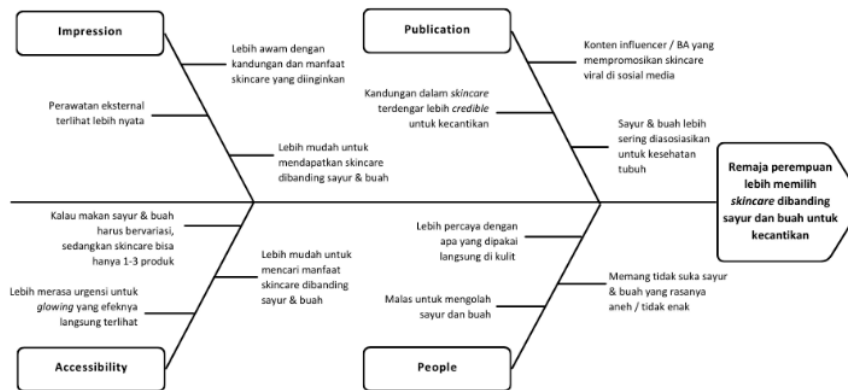 Impression
Lebih awam dengan
kandungan dan manfaat
skincare yang diinginkan
Perawatan eksternal
terlihat lebih nyata
Lebih mudah untuk
mendapatkan skincare
dibanding sayur & buah
Publication
Konten influencer / BA yang
mempromosikan skincare
viral di sosial media
Kandungan dalam skincare
terdengar lebih credible
untuk kecantikan
Sayur & buah lebih
sering diasosiasikan
untuk kesehatan
tubuh
Remaja perempuan
lebih memilih
skincare dibanding
sayur dan buah untuk
kecantikan
Kalau makan sayur & buah
harus bervariasi,
sedangkan skincare bisa
hanya 1-3 produk
Lebih mudah untuk
mencari manfaat
skincare dibanding
sayur & buah
Lebih merasa urgensi untuk
glowing yang efeknya
langsung terlihat
Accessibility
Lebih percaya dengan
apa yang dipakai
langsung di kulit
Memang tidak suka sayur
& buah yang rasanya
aneh / tidak enak
Malas untuk mengolah
sayur dan buah
People